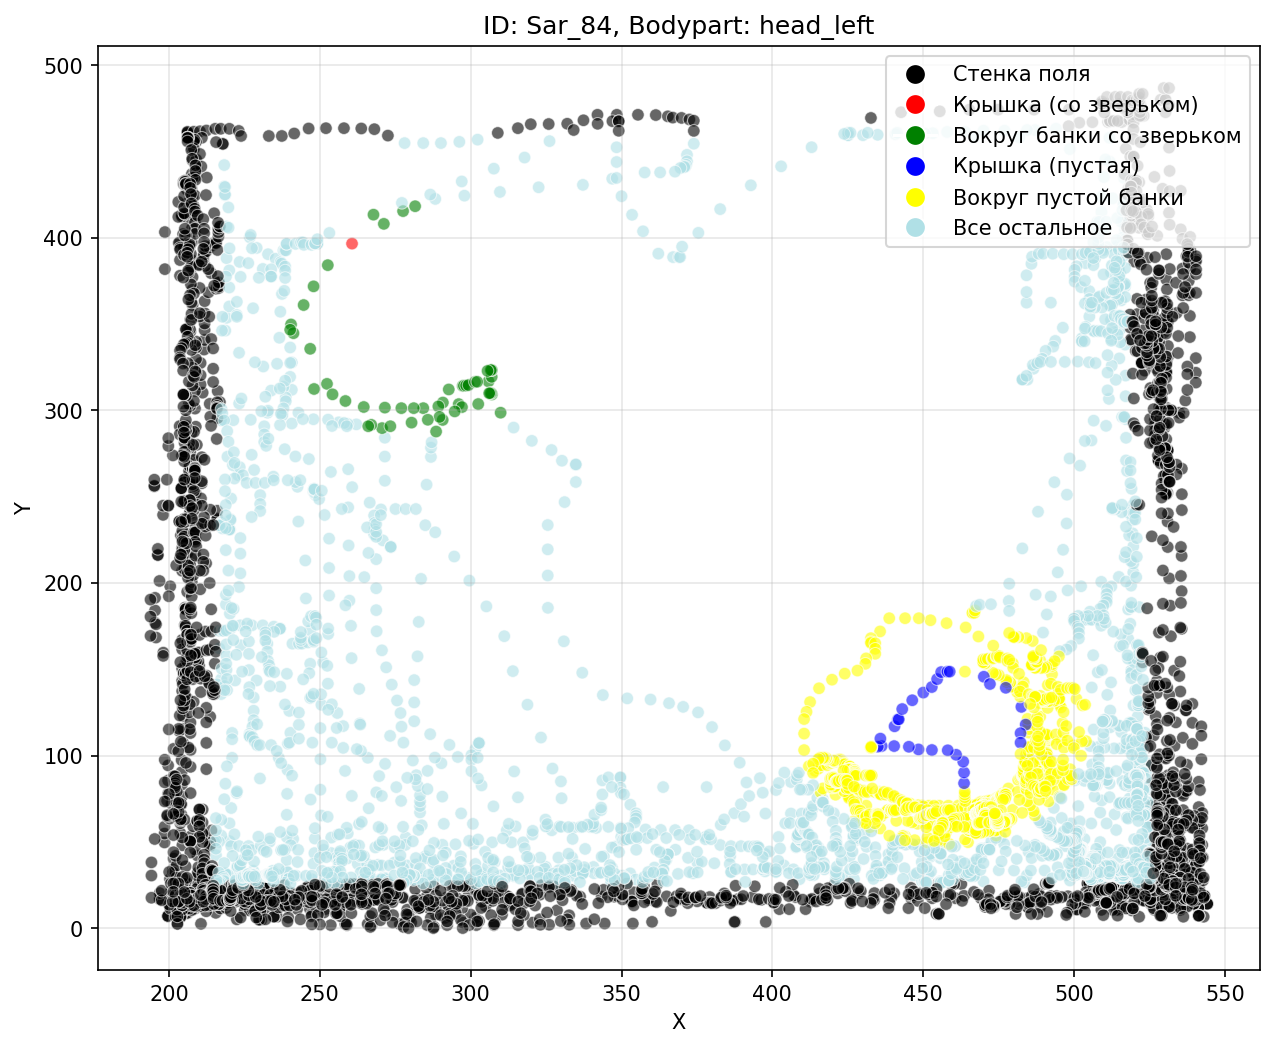 ID: Sar_84, Bodypart: head_left
Стенка поля
Крышка (со зверьком)
Вокруг банки со зверьком
Крышка (пустая)
Вокруг пустой банки
Все остальное
500
400
300
200
100
0
Y
200
250
300
350
400
450
500
550
X